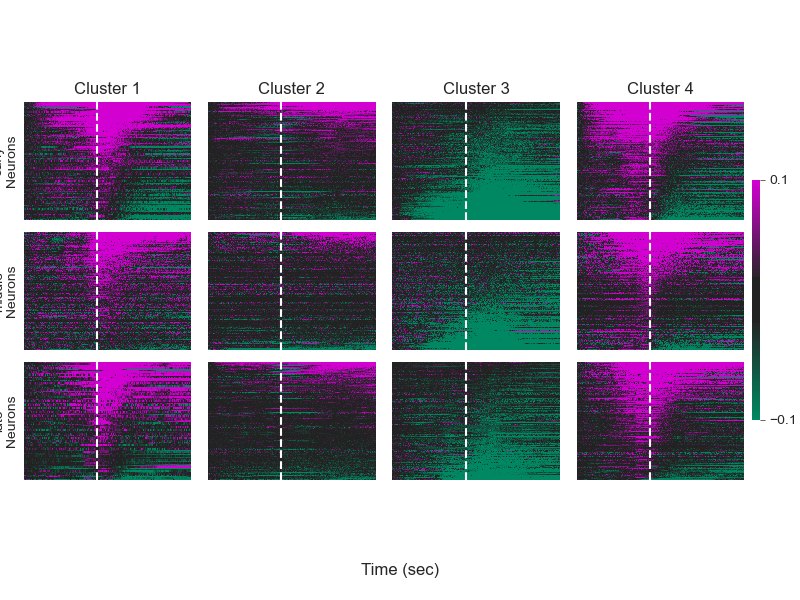 Cluster 1
Cluster 2
Cluster 3
Cluster 4
Neurons
Neurons
Neurons
0.1
−0.1
Time (sec)